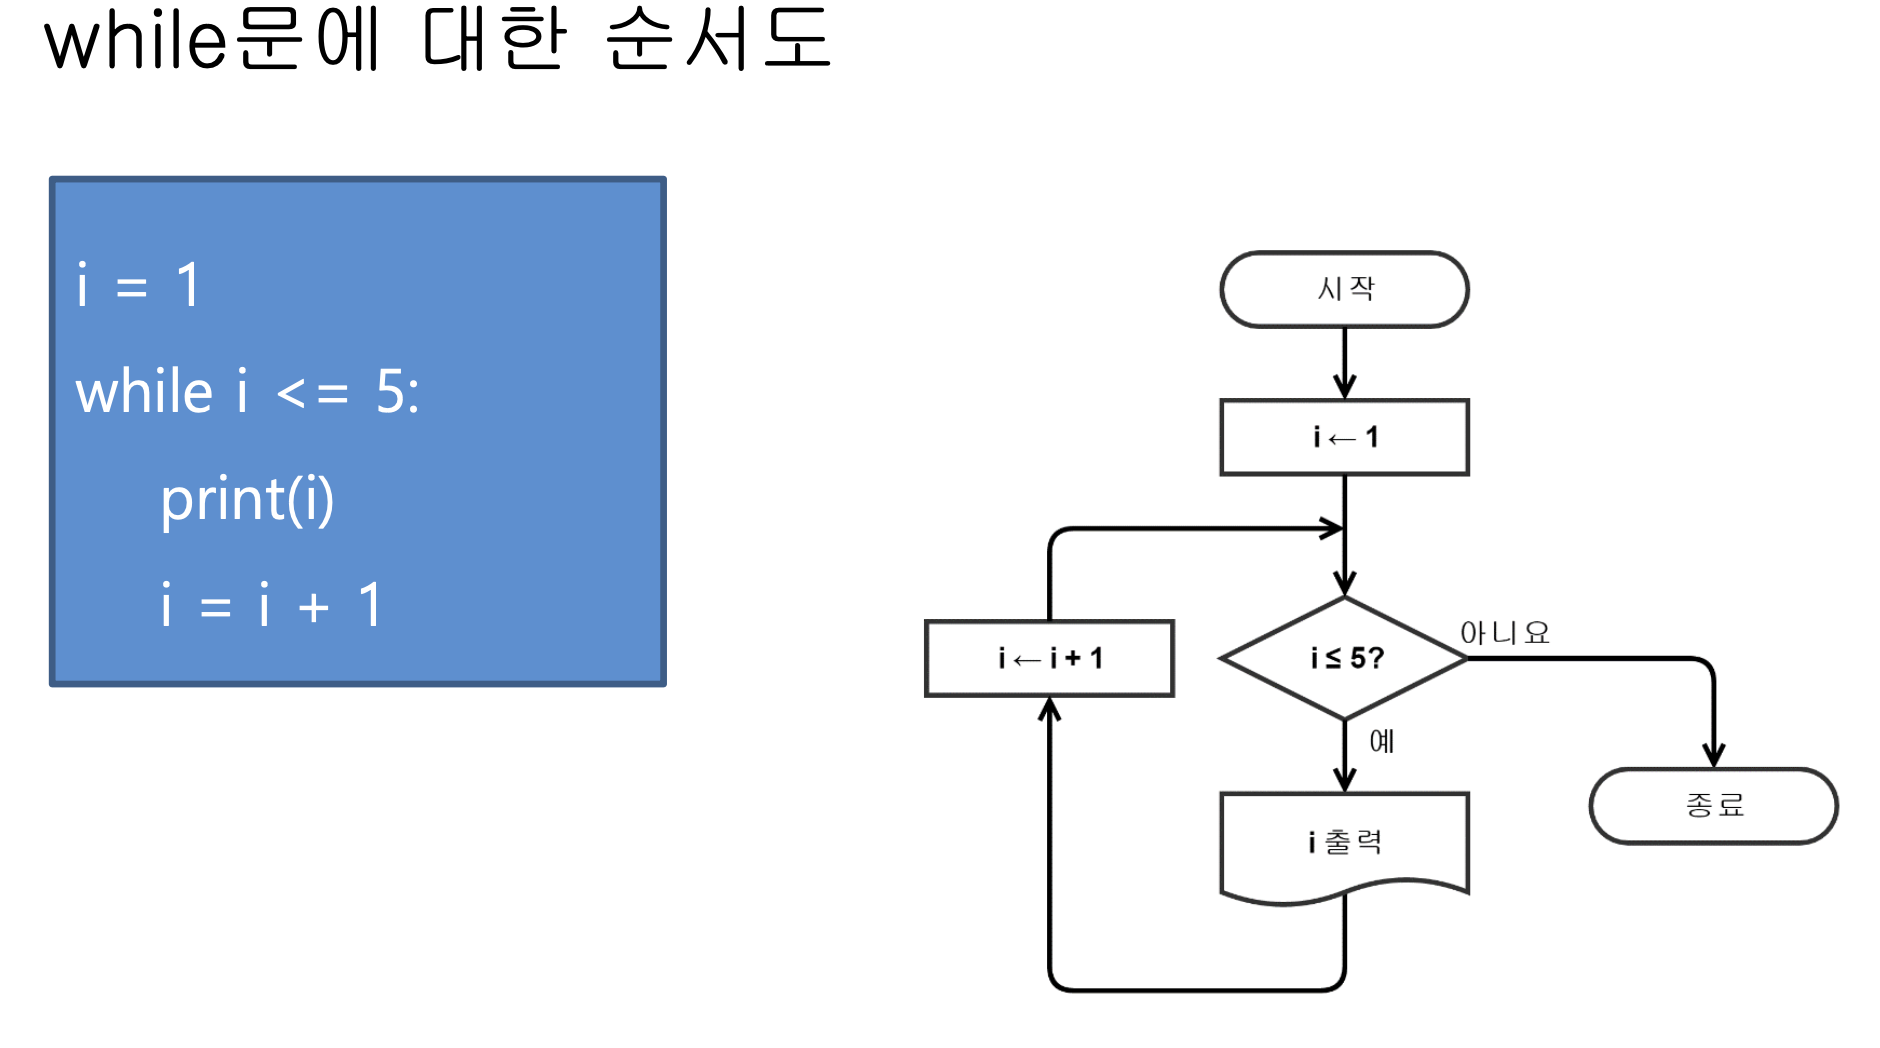 while문에 대한 순서도
i = 1
while i <= 5:
print(i)
i = i + 1
시작
i ← 1
i ← i + 1
i ≤ 5?
아니요
예
i 출력
종료